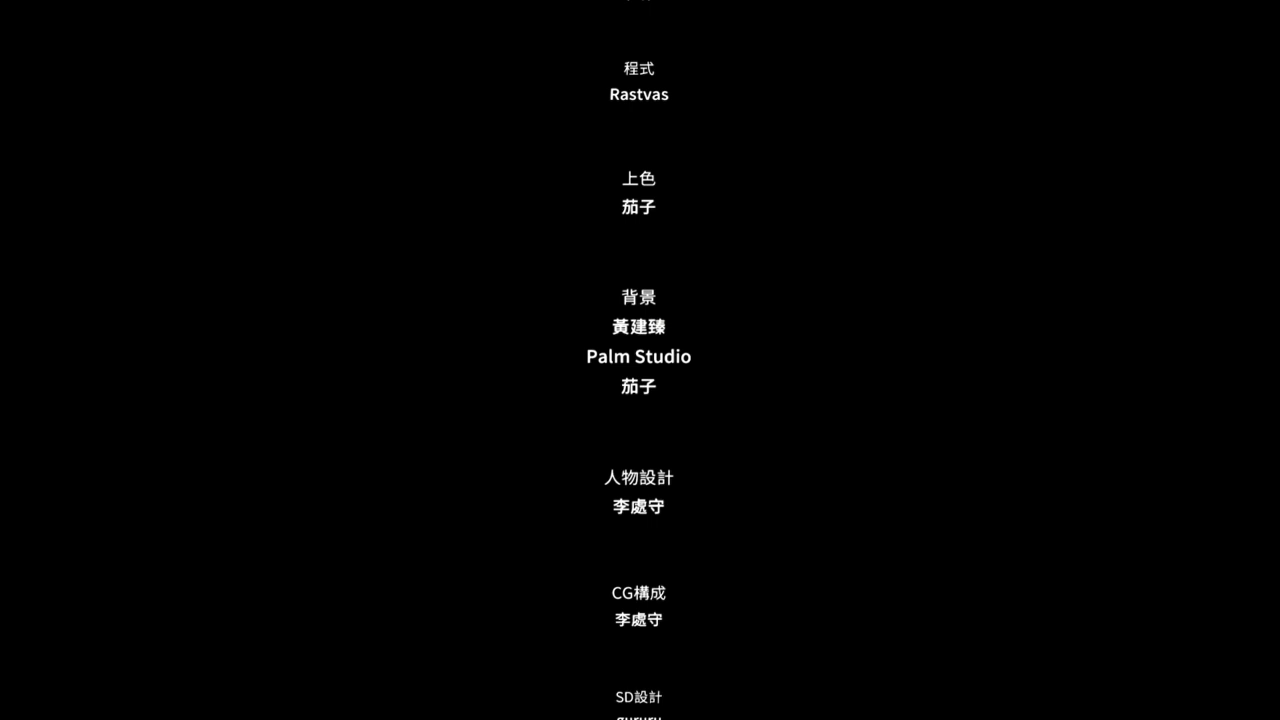 程式
Rastvas
上色
茄子
背景
黃建臻
Palm Studio
茄子
人物設計
李處守
CG構成
李處守
SD設計